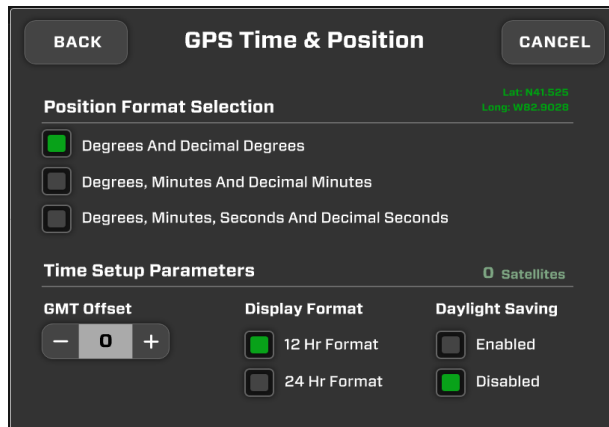 BACK
GPS Time & Position
CANCEL
Lat: N41.525
Long: W82.9028
Position Format Selection
Degrees And Decimal Degrees
Degrees, Minutes And Decimal Minutes
Degrees, Minutes, Seconds And Decimal Seconds
Time Setup Parameters
0 Satellites
GMT Offset
Display Format
Daylight Saving
− 0 +
12 Hr Format
Enabled
24 Hr Format
Disabled